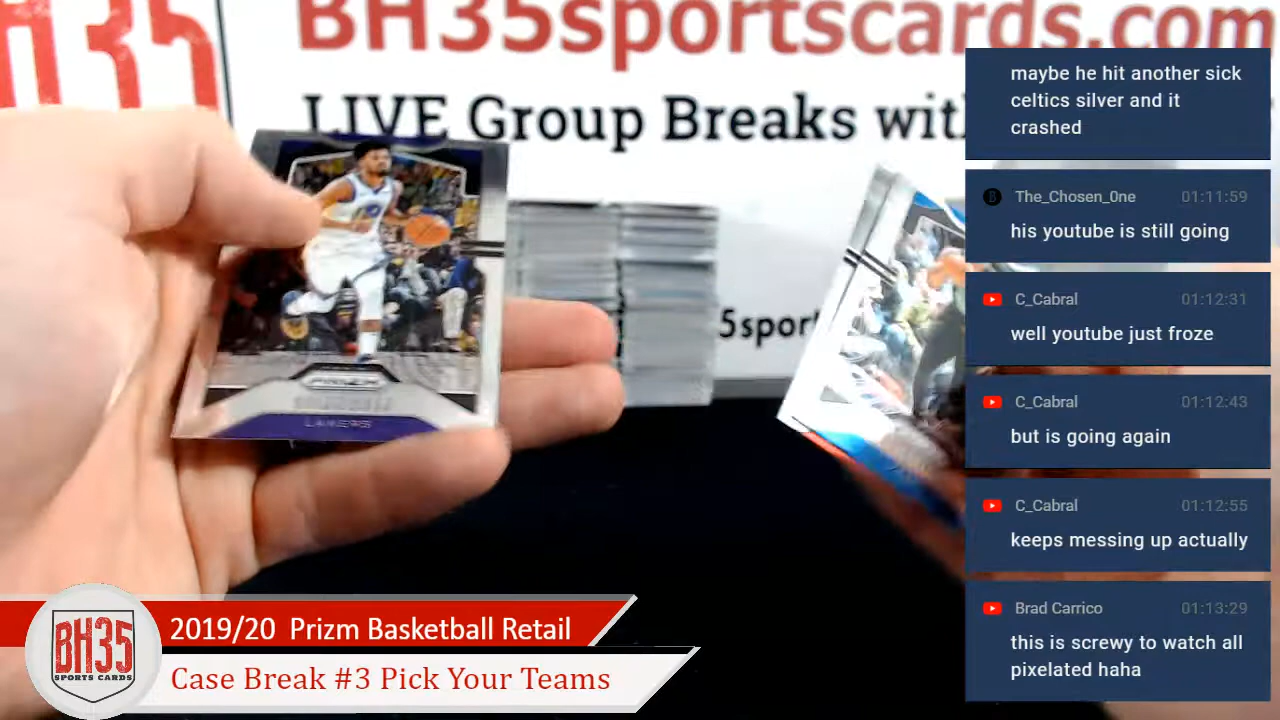 BH35sportscards.com
LIVE Group Breaks with
5sport
PRIZM
LAKERS
maybe he hit another sick
celtics silver and it
crashed
The_Chosen_0ne 01:11:59
his youtube is still going
C_Cabral 01:12:31
well youtube just froze
C_Cabral 01:12:43
but is going again
C_Cabral 01:12:55
keeps messing up actually
Brad Carrico 01:13:29
this is screwy to watch all
pixelated haha
BH35
SPORTS CARDS
2019/20 Prizm Basketball Retail
Case Break #3 Pick Your Teams